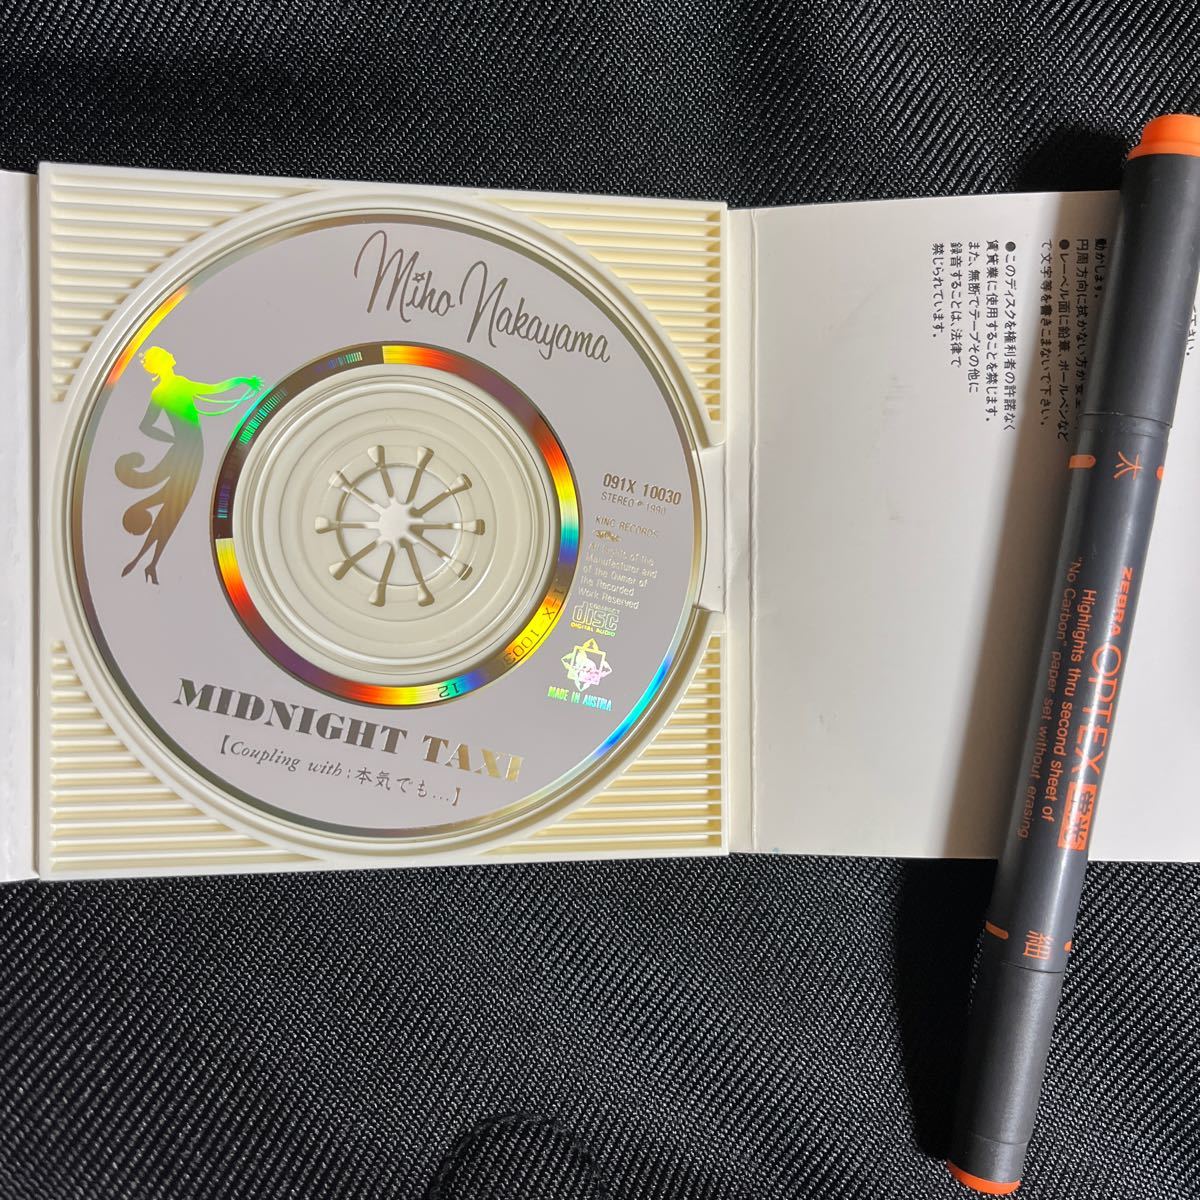 Miho Nakayama
091X 10030
STEREO ℗ 1990
KING RECORDS
All Rights of the
Manufacturer and
of the Owner of
the Recorded
Work Reserved
COMPACT
disc
DIGITAL AUDIO
MADE IN AUSTRIA
12
MIDNIGHT TAXI
【Coupling with：本気でも…】
下さい。
動かします。
円周方向に拭かない方が
●レーベル面に鉛筆、ボールペンなど
で文字等を書きこまないで下さい。
●このディスクを権利者の許諾なく
賃貸業に使用することを禁じます。
また、無断でテープその他に
録音することは、法律で
禁じられています。
太
ZEBRA OPTEX 蛍光
Highlights thru second sheet of
"No Carbon" paper set without erasing
細